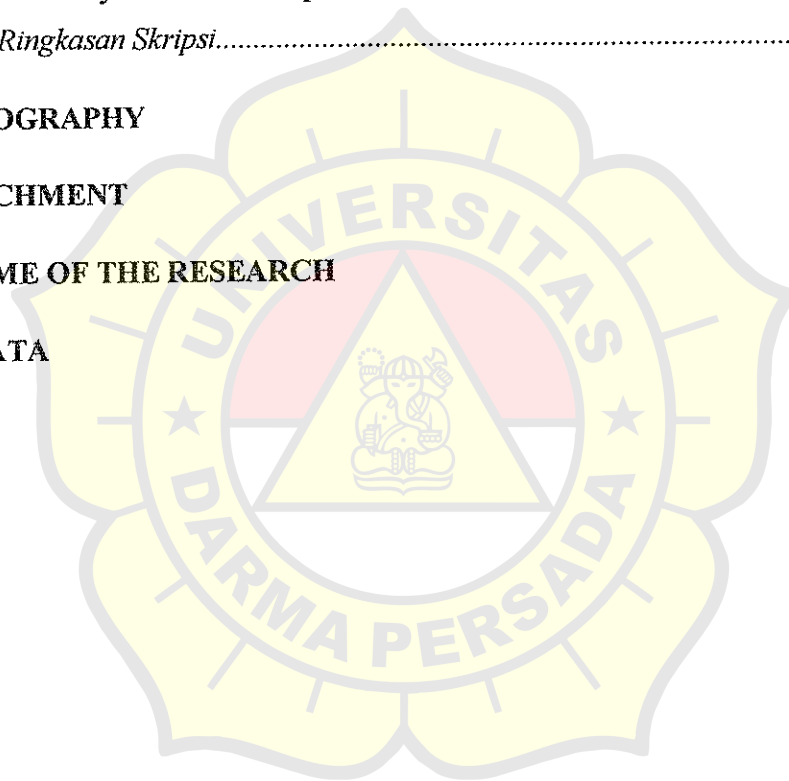 Ringkasan Skripsi
OGRAPHY
CHMENT
ME OF THE RESEARCH
ATA
UNIVERSITAS
DARMA PERSADA